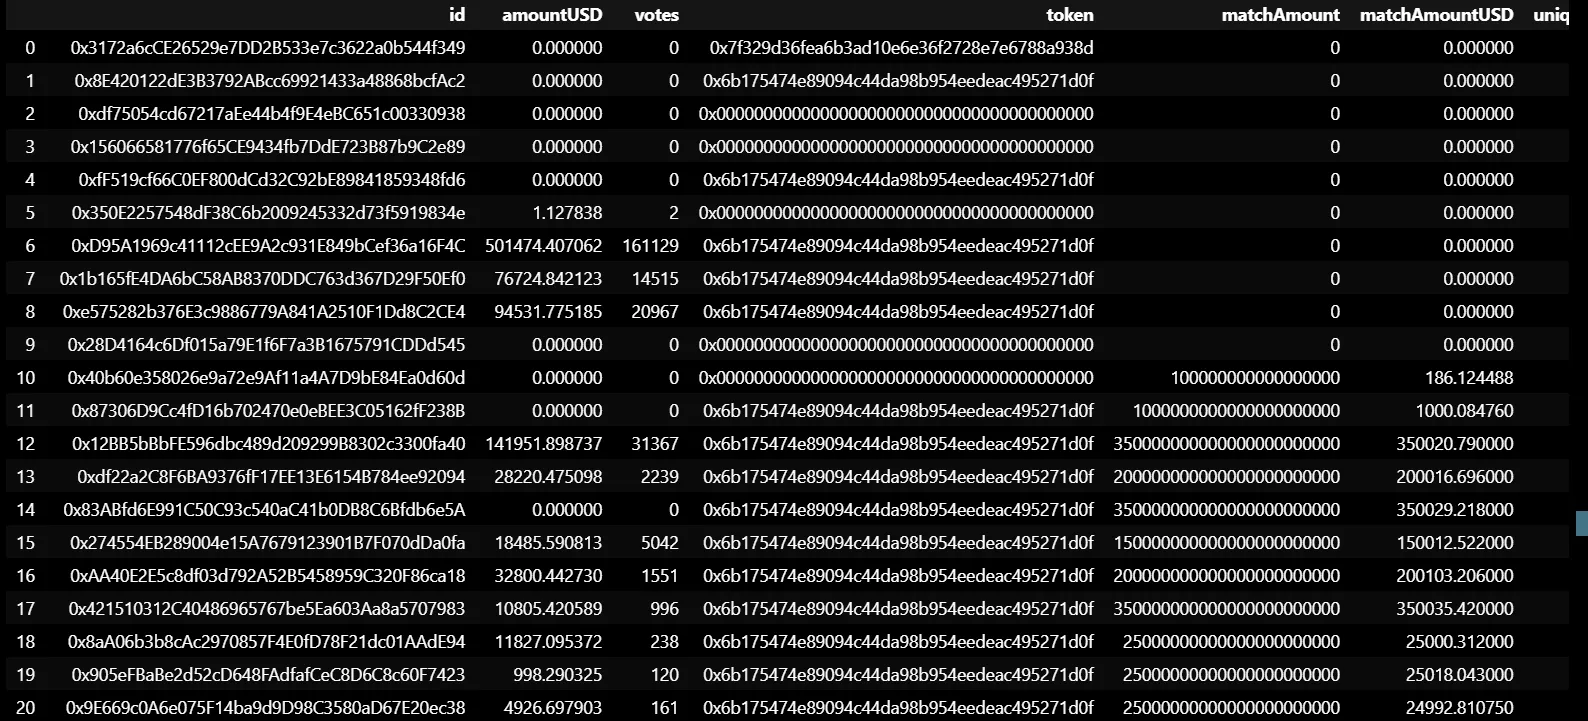 id amountUSD votes token matchAmount matchAmountUSD uniq
0 0x3172a6cCE26529e7DD2B533e7c3622a0b544f349 0.000000 0 0x7f329d36fea6b3ad10e6e36f2728e7e6788a938d 0 0.000000
1 0x8E420122dE3B3792ABcc69921433a48868bcfAc2 0.000000 0 0x6b175474e89094c44da98b954eedeac495271d0f 0 0.000000
2 0xdf75054cd67217aEe44b4f9E4eBC651c00330938 0.000000 0 0x0000000000000000000000000000000000000000 0 0.000000
3 0x156066581776f65CE9434fb7DdE723B87b9C2e89 0.000000 0 0x0000000000000000000000000000000000000000 0 0.000000
4 0xfF519cf66C0EF800dCd32C92bE89841859348fd6 0.000000 0 0x6b175474e89094c44da98b954eedeac495271d0f 0 0.000000
5 0x350E2257548dF38C6b2009245332d73f5919834e 1.127838 2 0x0000000000000000000000000000000000000000 0 0.000000
6 0xD95A1969c41112cEE9A2c931E849bCef36a16F4C 501474.407062 161129 0x6b175474e89094c44da98b954eedeac495271d0f 0 0.000000
7 0x1b165fE4DA6bC58AB8370DDC763d367D29F50Ef0 76724.842123 14515 0x6b175474e89094c44da98b954eedeac495271d0f 0 0.000000
8 0xe575282b376E3c9886779A841A2510F1Dd8C2CE4 94531.775185 20967 0x6b175474e89094c44da98b954eedeac495271d0f 0 0.000000
9 0x28D4164c6Df015a79E1f6F7a3B1675791CDDd545 0.000000 0 0x0000000000000000000000000000000000000000 0 0.000000
10 0x40b60e358026e9a72e9Af11a4A7D9bE84Ea0d60d 0.000000 0 0x0000000000000000000000000000000000000000 100000000000000000 186.124488
11 0x87306D9Cc4fD16b702470e0eBEE3C05162fF238B 0.000000 0 0x6b175474e89094c44da98b954eedeac495271d0f 1000000000000000000000 1000.084760
12 0x12BB5bBbFE596dbc489d209299B8302c3300fa40 141951.898737 31367 0x6b175474e89094c44da98b954eedeac495271d0f 350000000000000000000000 350020.790000
13 0xdf22a2C8F6BA9376fF17EE13E6154B784ee92094 28220.475098 2239 0x6b175474e89094c44da98b954eedeac495271d0f 200000000000000000000000 200016.696000
14 0x83ABfd6E991C50C93c540aC41b0DB8C6Bfdb6e5A 0.000000 0 0x6b175474e89094c44da98b954eedeac495271d0f 350000000000000000000000 350029.218000
15 0x274554EB289004e15A7679123901B7F070dDa0fa 18485.590813 5042 0x6b175474e89094c44da98b954eedeac495271d0f 150000000000000000000000 150012.522000
16 0xAA40E2E5c8df03d792A52B5458959C320F86ca18 32800.442730 1551 0x6b175474e89094c44da98b954eedeac495271d0f 200000000000000000000000 200103.206000
17 0x421510312C40486965767be5Ea603Aa8a5707983 10805.420589 996 0x6b175474e89094c44da98b954eedeac495271d0f 350000000000000000000000 350035.420000
18 0x8aA06b3b8cAc2970857F4E0fD78F21dc01AAdE94 11827.095372 238 0x6b175474e89094c44da98b954eedeac495271d0f 25000000000000000000000 25000.312000
19 0x905eFBaBe2d52cD648FAdfafCeC8D6C8c60F7423 998.290325 120 0x6b175474e89094c44da98b954eedeac495271d0f 25000000000000000000000 25018.043000
20 0x9E669c0A6e075F14ba9d9D98C3580aD67E20ec38 4926.697903 161 0x6b175474e89094c44da98b954eedeac495271d0f 25000000000000000000000 24992.810750